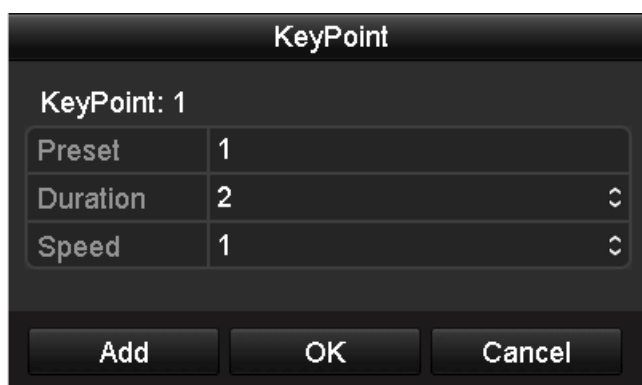 KeyPoint
KeyPoint: 1
Preset 1
Duration 2
Speed 1
Add OK Cancel